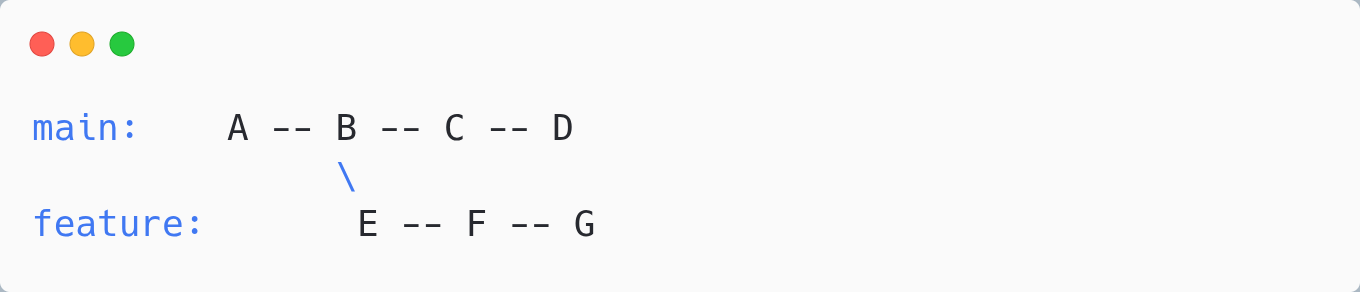 main:    A -- B -- C -- D
              \
feature:       E -- F -- G